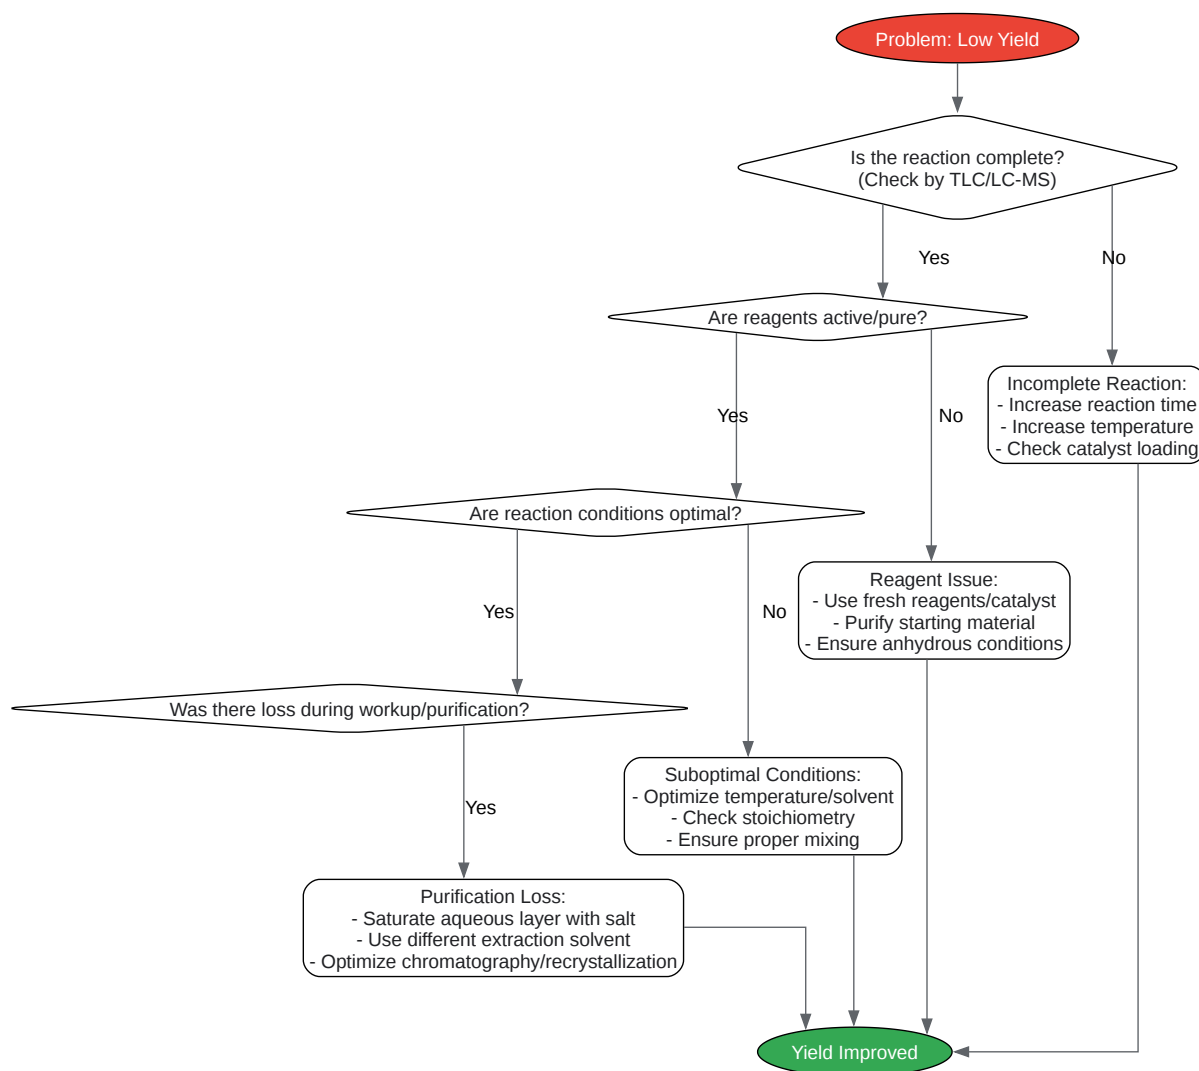 Problem: Low Yield
Is the reaction complete?
(Check by TLC/LC-MS)
Yes
No
Are reagents active/pure?
Incomplete Reaction:
- Increase reaction time
- Increase temperature
- Check catalyst loading
Yes
No
Are reaction conditions optimal?
Reagent Issue:
- Use fresh reagents/catalyst
- Purify starting material
- Ensure anhydrous conditions
Yes
No
Was there loss during workup/purification?
Suboptimal Conditions:
- Optimize temperature/solvent
- Check stoichiometry
- Ensure proper mixing
Yes
Purification Loss:
- Saturate aqueous layer with salt
- Use different extraction solvent
- Optimize chromatography/recrystallization
Yield Improved